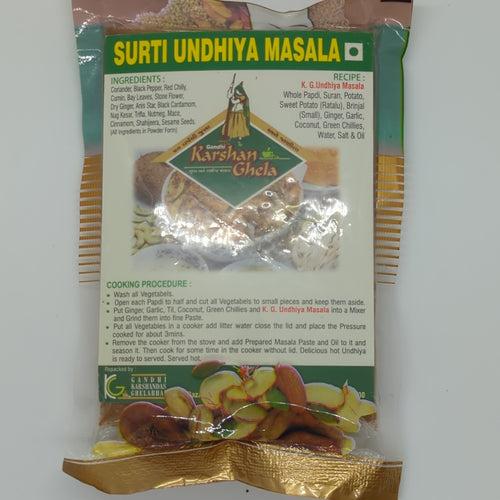 SURTI UNDHIYA MASALA
INGREDIENTS :
Coriander, Black Pepper, Red Chilly,
Cumin, Bay Leaves, Stone Flower,
Dry Ginger, Anis Star, Black Cardamom,
Nag Kesar, Trifla, Nutmeg, Mace,
Cinnamom, Shahijeera, Sesame Seeds,
(All Ingredients in Powder Form)
RECIPE :
K. G.Undhiya Masala
Whole Papdi, Suran, Potato,
Sweet Potato (Ratalu), Brinjal
(Small), Ginger, Garlic,
Coconut, Green Chillies,
Water, Salt & Oil
Gandhi
Karshan
Ghela
COOKING PROCEDURE :
Wash all Vegetabels.
Open each Papdi to half and cut all Vegetabels to small pieces and keep them aside.
Put Ginger, Garlic, Til, Coconut, Green Chillies and K. G. Undhiya Masala into a Mixer
and Grind them into fine Paste.
Put all Vegetables in a cooker add litter water close the lid and place the Pressure
cooked for about 3mins.
Remove the cooker from the stove and add Prepared Masala Paste and Oil to it and
season it. Then cook for some time in the cooker without lid. Delicious hot Undhiya
is ready to served. Served hot.
Repacked by
KG
GANDHI
KARSHANDAS
GHELABHAI